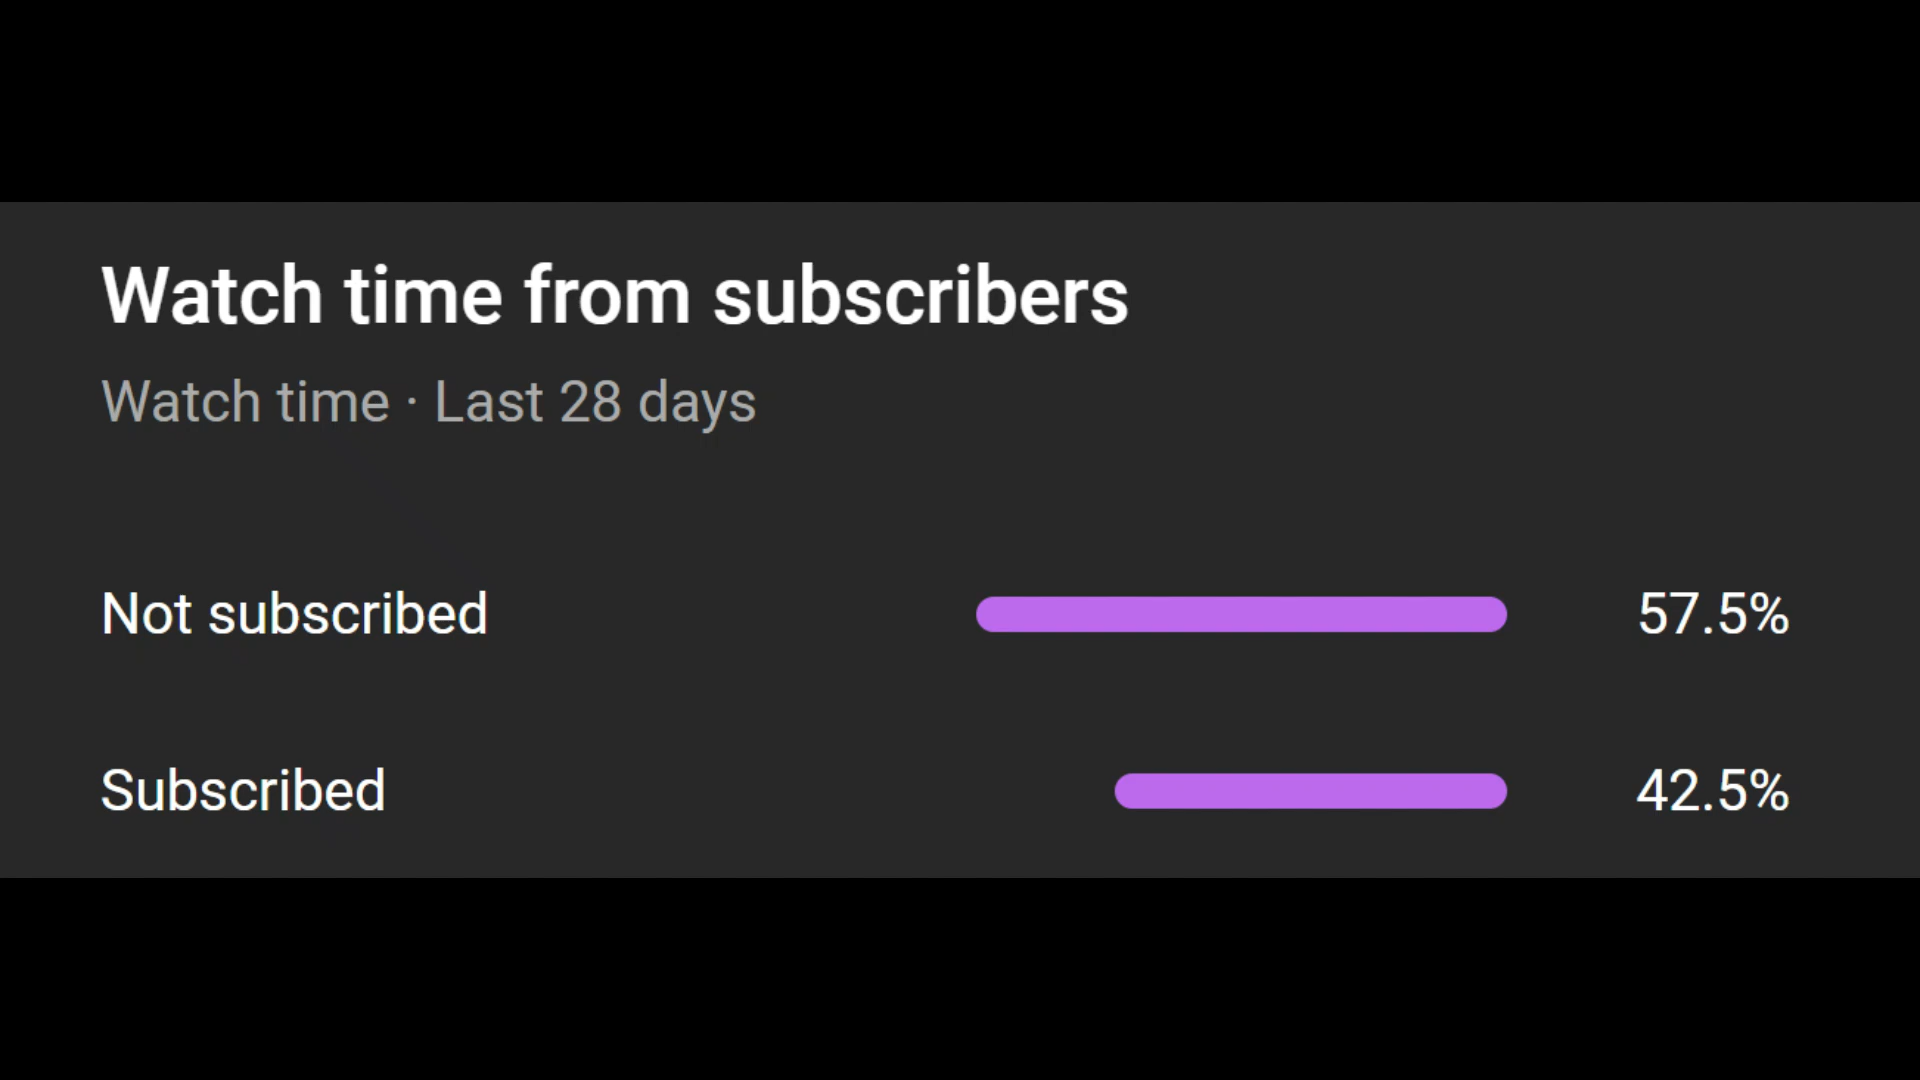 Watch time from subscribers
Watch time · Last 28 days
Not subscribed 57.5%
Subscribed 42.5%